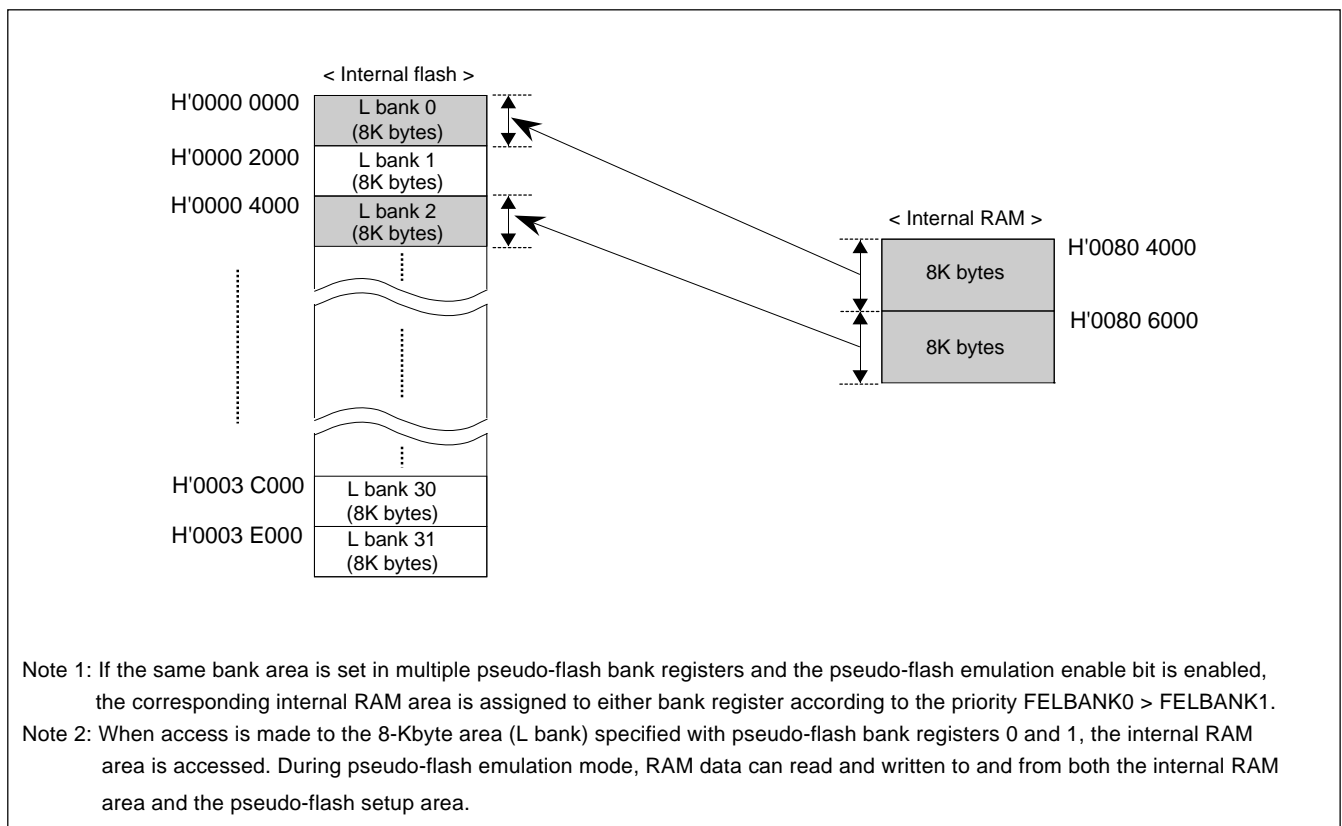 < Internal flash >
H'0000 0000
L bank 0
(8K bytes)
H'0000 2000
L bank 1
(8K bytes)
H'0000 4000
L bank 2
(8K bytes)
< Internal RAM >
H'0080 4000
8K bytes
H'0080 6000
8K bytes
H'0003 C000
L bank 30
(8K bytes)
H'0003 E000
L bank 31
(8K bytes)
Note 1: If the same bank area is set in multiple pseudo-flash bank registers and the pseudo-flash emulation enable bit is enabled,
the corresponding internal RAM area is assigned to either bank register according to the priority FELBANK0 > FELBANK1.
Note 2: When access is made to the 8-Kbyte area (L bank) specified with pseudo-flash bank registers 0 and 1, the internal RAM
area is accessed. During pseudo-flash emulation mode, RAM data can read and written to and from both the internal RAM
area and the pseudo-flash setup area.